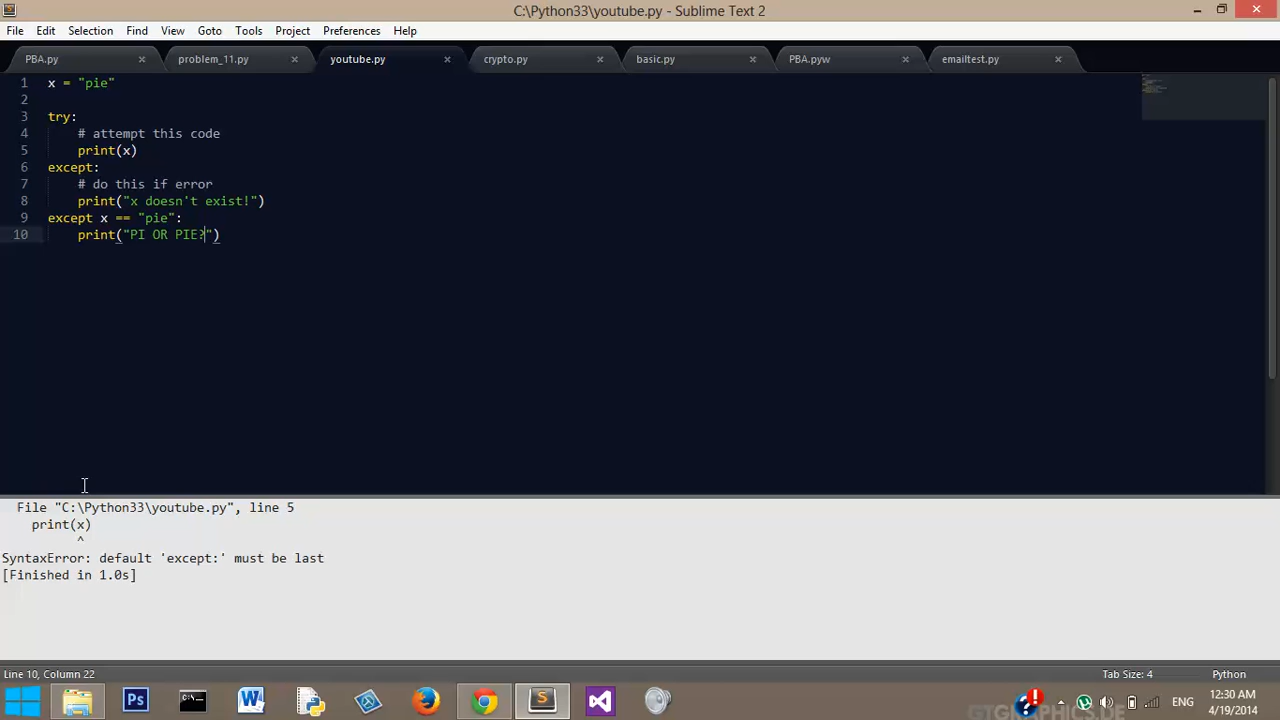 C:\Python33\youtube.py - Sublime Text 2
File Edit Selection Find View Goto Tools Project Preferences Help
PBA.py problem_11.py youtube.py crypto.py basic.py PBA.pyw emailtest.py
1 x = "pie"
2
3 try:
4 # attempt this code
5 print(x)
6 except:
7 # do this if error
8 print("x doesn't exist!")
9 except x == "pie":
10 print("PI OR PIE?")
File "C:\Python33\youtube.py", line 5
print(x)
^
SyntaxError: default 'except:' must be last
[Finished in 1.0s]
Line 10, Column 22 Tab Size: 4 Python
Ps ENG 12:30 AM
GTGRAPHICS.DE 4/19/2014